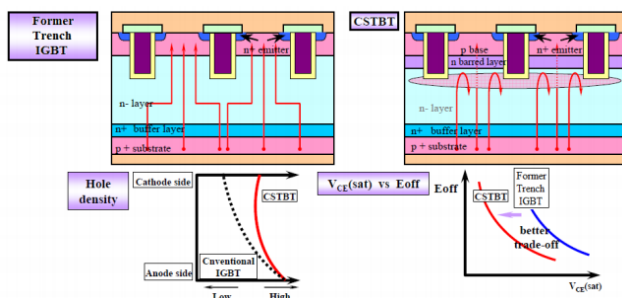 Former
Trench
IGBT
n+ emitter
n- layer
n+ buffer layer
p + substrate
CSTBT
p base
n+ emitter
n barred layer
n- layer
n+ buffer layer
p + substrate
Hole
density
Cathode side
CSTBT
Cnventional
IGBT
Anode side
Low
High
VCE(sat) vs Eoff
Eoff
CSTBT
Former
Trench
IGBT
better
trade-off
VCE(sat)